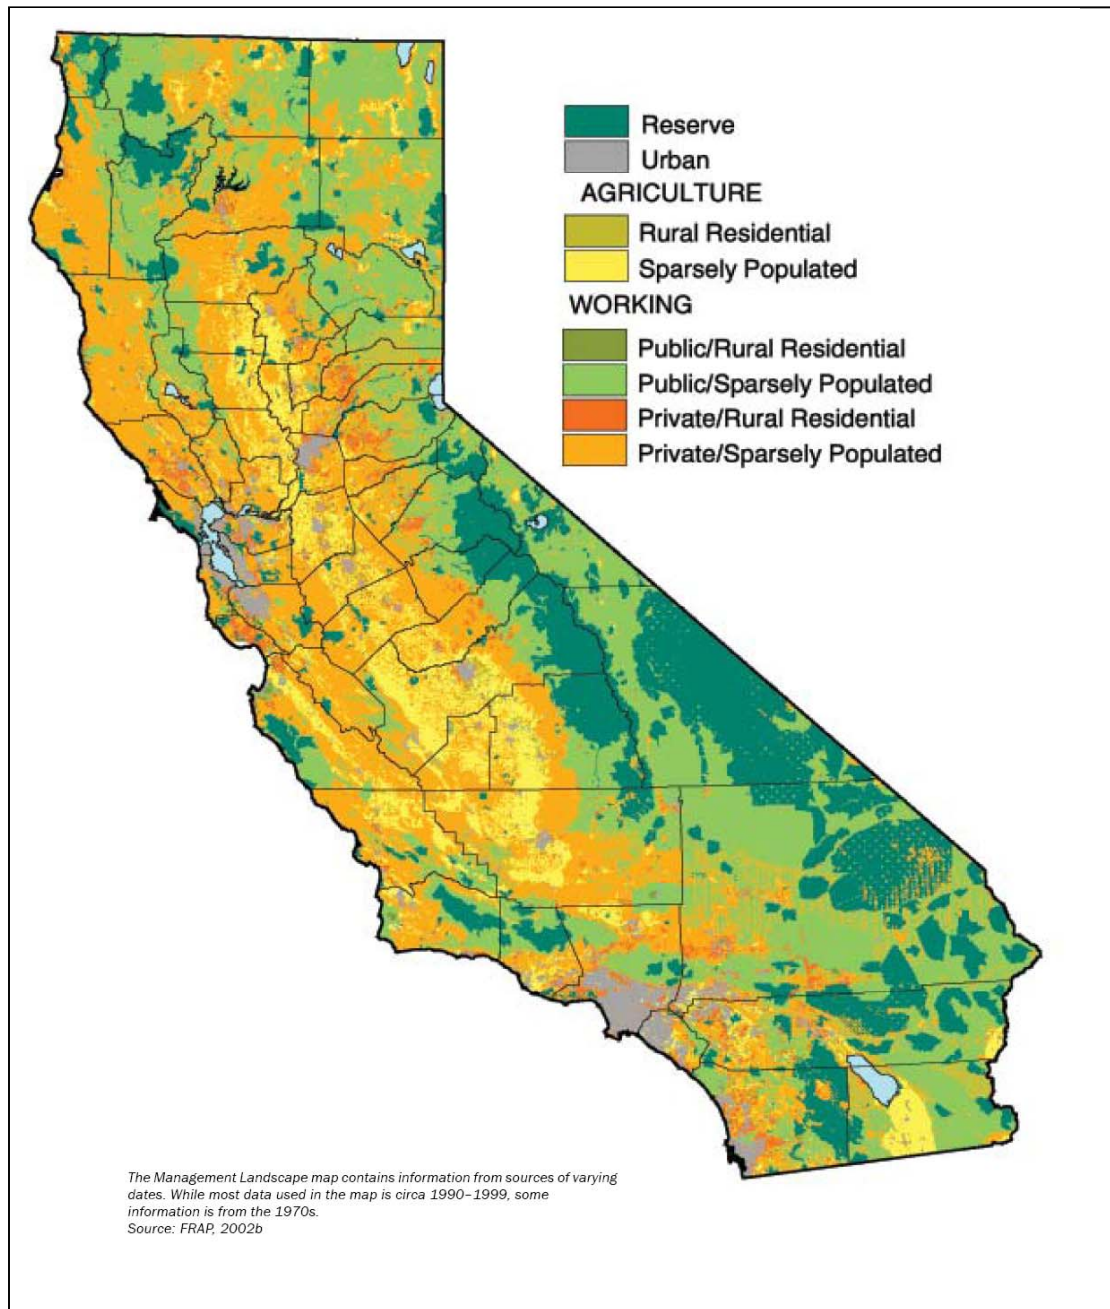 Reserve
Urban
AGRICULTURE
Rural Residential
Sparsely Populated
WORKING
Public/Rural Residential
Public/Sparsely Populated
Private/Rural Residential
Private/Sparsely Populated
The Management Landscape map contains information from sources of varying
dates. While most data used in the map is circa 1990–1999, some
information is from the 1970s.
Source: FRAP, 2002b